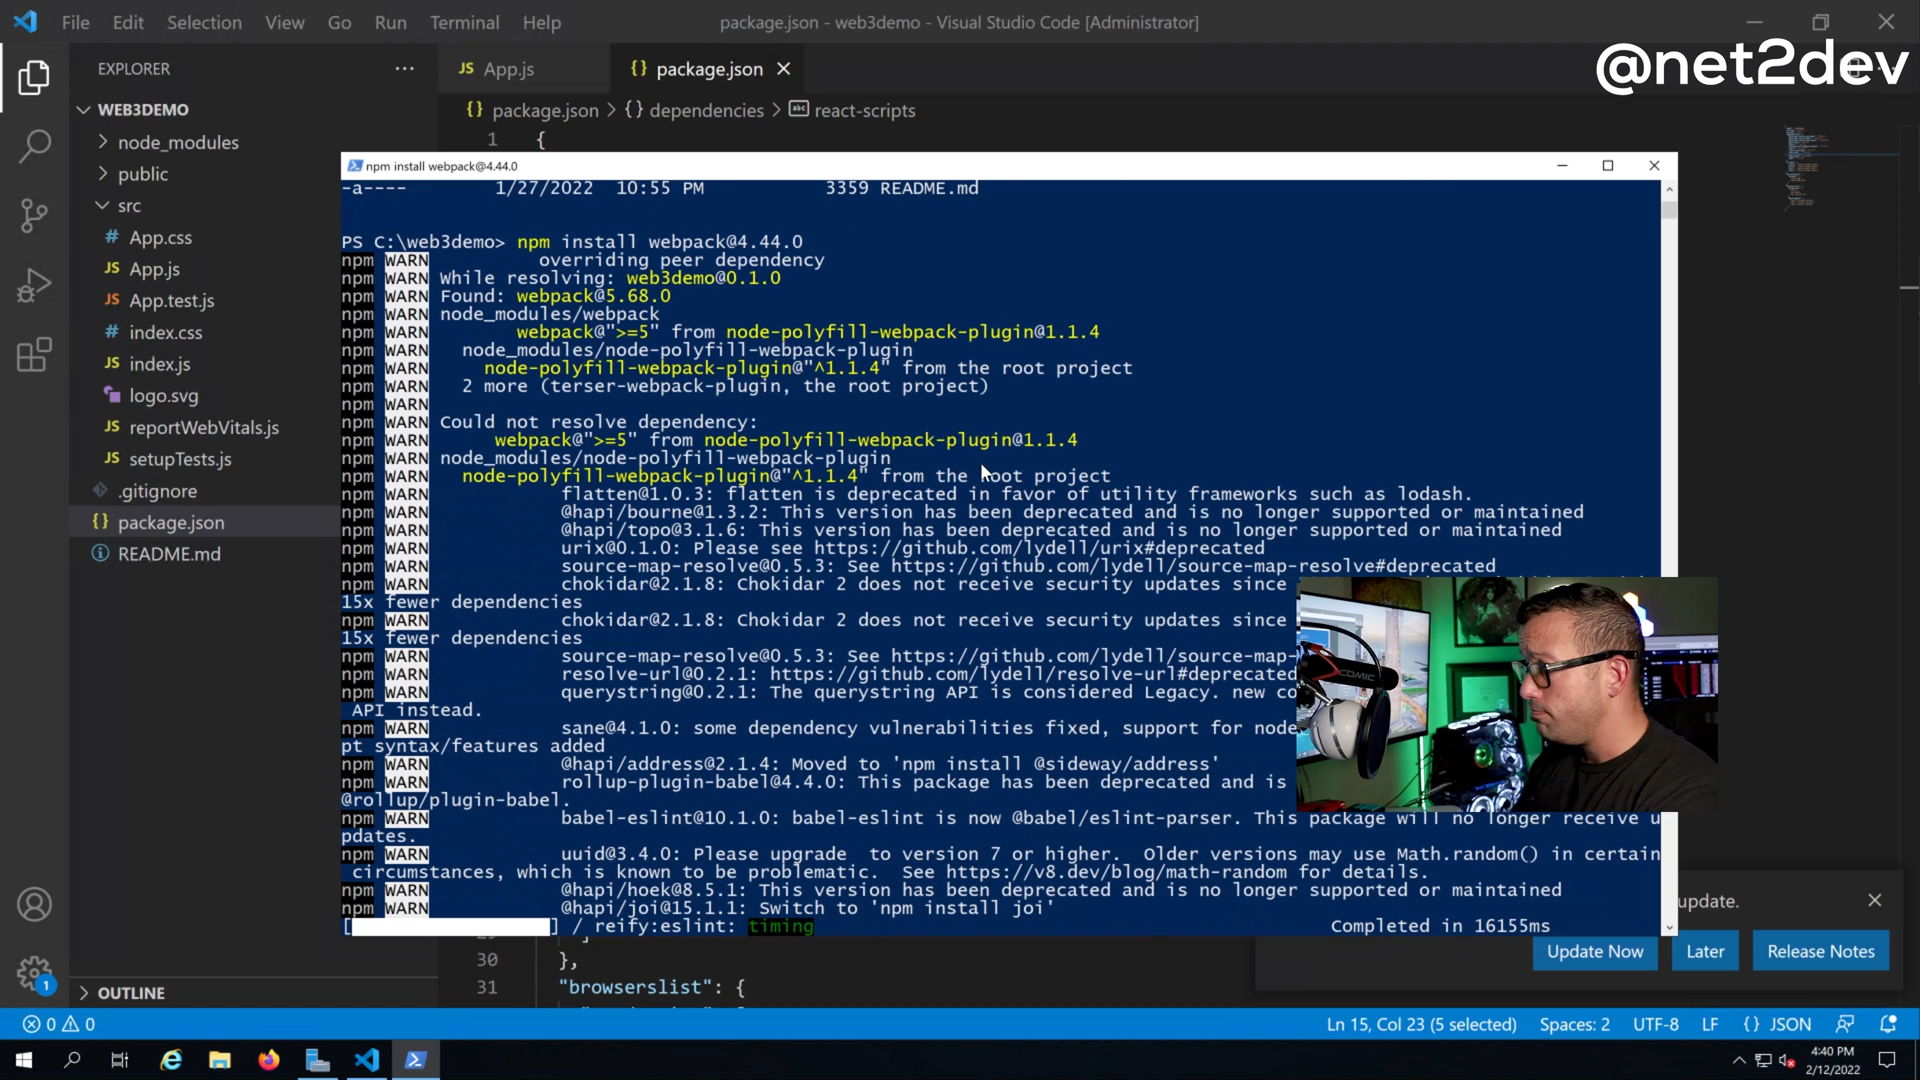 File Edit Selection View Go Run Terminal Help
package.json - web3demo - Visual Studio Code [Administrator]
@net2dev
EXPLORER
JS App.js
{} package.json
WEB3DEMO
{} package.json > {} dependencies > abc react-scripts
node_modules
1 {
public
src
# App.css
JS App.js
JS App.test.js
# index.css
JS index.js
logo.svg
JS reportWebVitals.js
JS setupTests.js
.gitignore
{} package.json
README.md
npm install webpack@4.44.0
-a---- 1/27/2022 10:55 PM 3359 README.md
PS C:\web3demo> npm install webpack@4.44.0
npm WARN overriding peer dependency
npm WARN While resolving: web3demo@0.1.0
npm WARN Found: webpack@5.68.0
npm WARN node_modules/webpack
npm WARN webpack@">=5" from node-polyfill-webpack-plugin@1.1.4
npm WARN node_modules/node-polyfill-webpack-plugin
npm WARN node-polyfill-webpack-plugin@"^1.1.4" from the root project
npm WARN 2 more (terser-webpack-plugin, the root project)
npm WARN
npm WARN Could not resolve dependency:
npm WARN webpack@">=5" from node-polyfill-webpack-plugin@1.1.4
npm WARN node_modules/node-polyfill-webpack-plugin
npm WARN node-polyfill-webpack-plugin@"^1.1.4" from the root project
npm WARN flatten@1.0.3: flatten is deprecated in favor of utility frameworks such as lodash.
npm WARN @hapi/bourne@1.3.2: This version has been deprecated and is no longer supported or maintained
npm WARN @hapi/topo@3.1.6: This version has been deprecated and is no longer supported or maintained
npm WARN urix@0.1.0: Please see https://github.com/lydell/urix#deprecated
npm WARN source-map-resolve@0.5.3: See https://github.com/lydell/source-map-resolve#deprecated
npm WARN chokidar@2.1.8: Chokidar 2 does not receive security updates since
15x fewer dependencies
npm WARN chokidar@2.1.8: Chokidar 2 does not receive security updates since
15x fewer dependencies
npm WARN source-map-resolve@0.5.3: See https://github.com/lydell/source-map-
npm WARN resolve-url@0.2.1: https://github.com/lydell/resolve-url#deprecated
npm WARN querystring@0.2.1: The querystring API is considered Legacy. new co
API instead.
npm WARN sane@4.1.0: some dependency vulnerabilities fixed, support for node
pt syntax/features added
npm WARN @hapi/address@2.1.4: Moved to 'npm install @sideway/address'
npm WARN rollup-plugin-babel@4.4.0: This package has been deprecated and is
@rollup/plugin-babel.
npm WARN babel-eslint@10.1.0: babel-eslint is now @babel/eslint-parser. This package will no longer receive u
pdates.
npm WARN uuid@3.4.0: Please upgrade to version 7 or higher. Older versions may use Math.random() in certain
circumstances, which is known to be problematic. See https://v8.dev/blog/math-random for details.
npm WARN @hapi/hoek@8.5.1: This version has been deprecated and is no longer supported or maintained
npm WARN @hapi/joi@15.1.1: Switch to 'npm install joi'
[ ] / reify:eslint: timing Completed in 16155ms
COMIC
update.
Update Now Later Release Notes
30 },
31 "browserslist": {
1
OUTLINE
0 0
Ln 15, Col 23 (5 selected) Spaces: 2 UTF-8 LF {} JSON
4:40 PM
2/12/2022